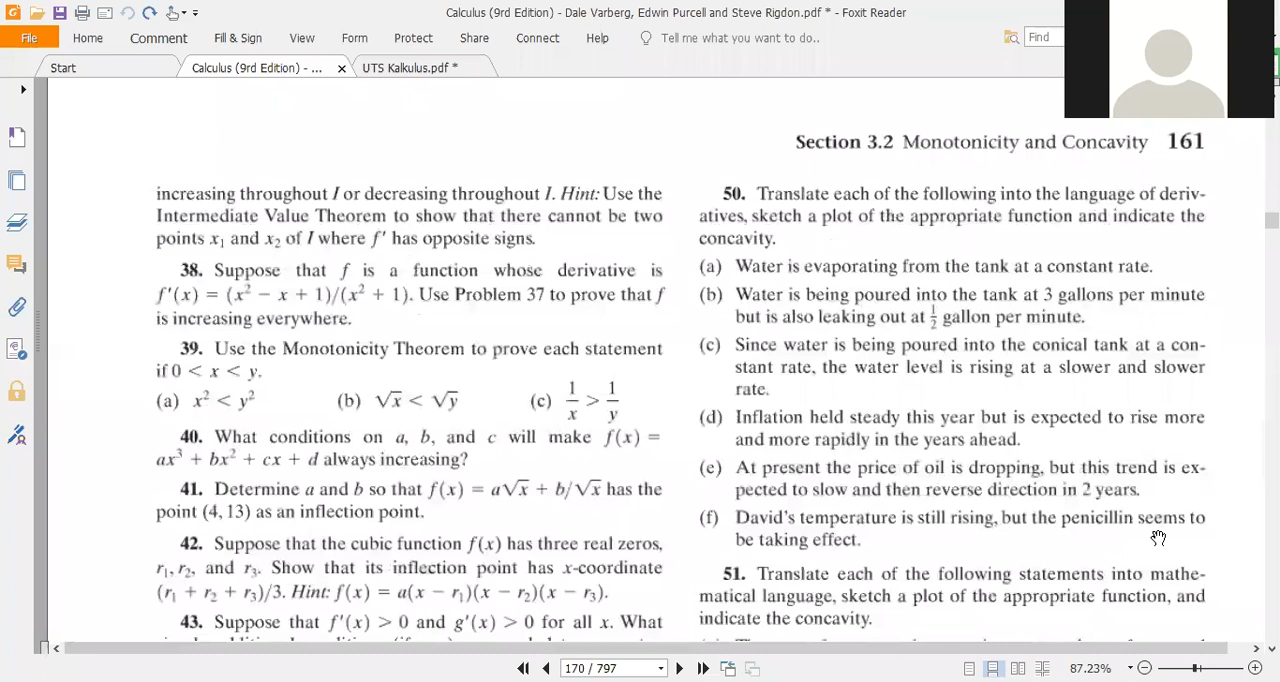 Calculus (9rd Edition) - Dale Varberg, Edwin Purcell and Steve Rigdon.pdf * - Foxit Reader
File Home Comment Fill & Sign View Form Protect Share Connect Help Tell me what you want to do.. Find
Start Calculus (9rd Edition) - ... x UTS Kalkulus.pdf *
Section 3.2 Monotonicity and Concavity 161
increasing throughout I or decreasing throughout I. Hint: Use the
Intermediate Value Theorem to show that there cannot be two
points x₁ and x₂ of I where f′ has opposite signs.
38. Suppose that f is a function whose derivative is
f′(x) = (x² − x + 1)/(x² + 1). Use Problem 37 to prove that f
is increasing everywhere.
39. Use the Monotonicity Theorem to prove each statement
if 0 < x < y.
(a) x² < y² (b) √x < √y (c) 1/x > 1/y
40. What conditions on a, b, and c will make f(x) =
ax³ + bx² + cx + d always increasing?
41. Determine a and b so that f(x) = a√x + b/√x has the
point (4, 13) as an inflection point.
42. Suppose that the cubic function f(x) has three real zeros,
r₁, r₂, and r₃. Show that its inflection point has x-coordinate
(r₁ + r₂ + r₃)/3. Hint: f(x) = a(x − r₁)(x − r₂)(x − r₃).
43. Suppose that f′(x) > 0 and g′(x) > 0 for all x. What
50. Translate each of the following into the language of deriv-
atives, sketch a plot of the appropriate function and indicate the
concavity.
(a) Water is evaporating from the tank at a constant rate.
(b) Water is being poured into the tank at 3 gallons per minute
but is also leaking out at ½ gallon per minute.
(c) Since water is being poured into the conical tank at a con-
stant rate, the water level is rising at a slower and slower
rate.
(d) Inflation held steady this year but is expected to rise more
and more rapidly in the years ahead.
(e) At present the price of oil is dropping, but this trend is ex-
pected to slow and then reverse direction in 2 years.
(f) David's temperature is still rising, but the penicillin seems to
be taking effect.
51. Translate each of the following statements into mathe-
matical language, sketch a plot of the appropriate function, and
indicate the concavity.
170 / 797 87.23%